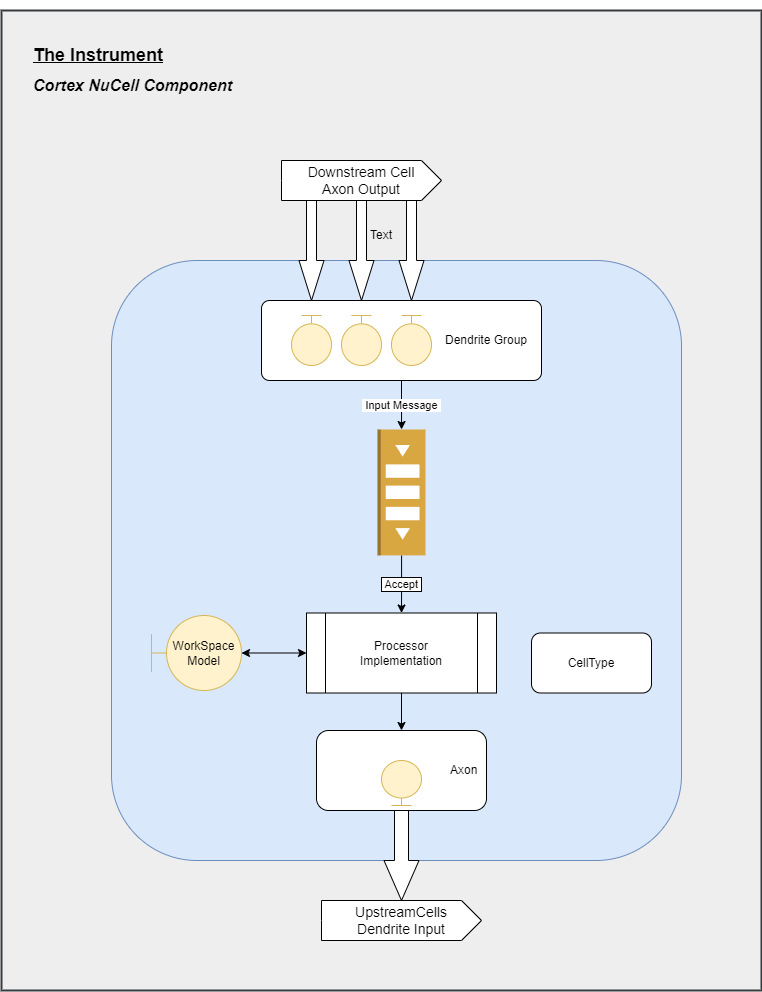 The Instrument
Cortex NuCell Component
Downstream Cell
Axon Output
Text
Dendrite Group
Input Message
Accept
WorkSpace
Model
Processor
Implementation
CellType
Axon
UpstreamCells
Dendrite Input